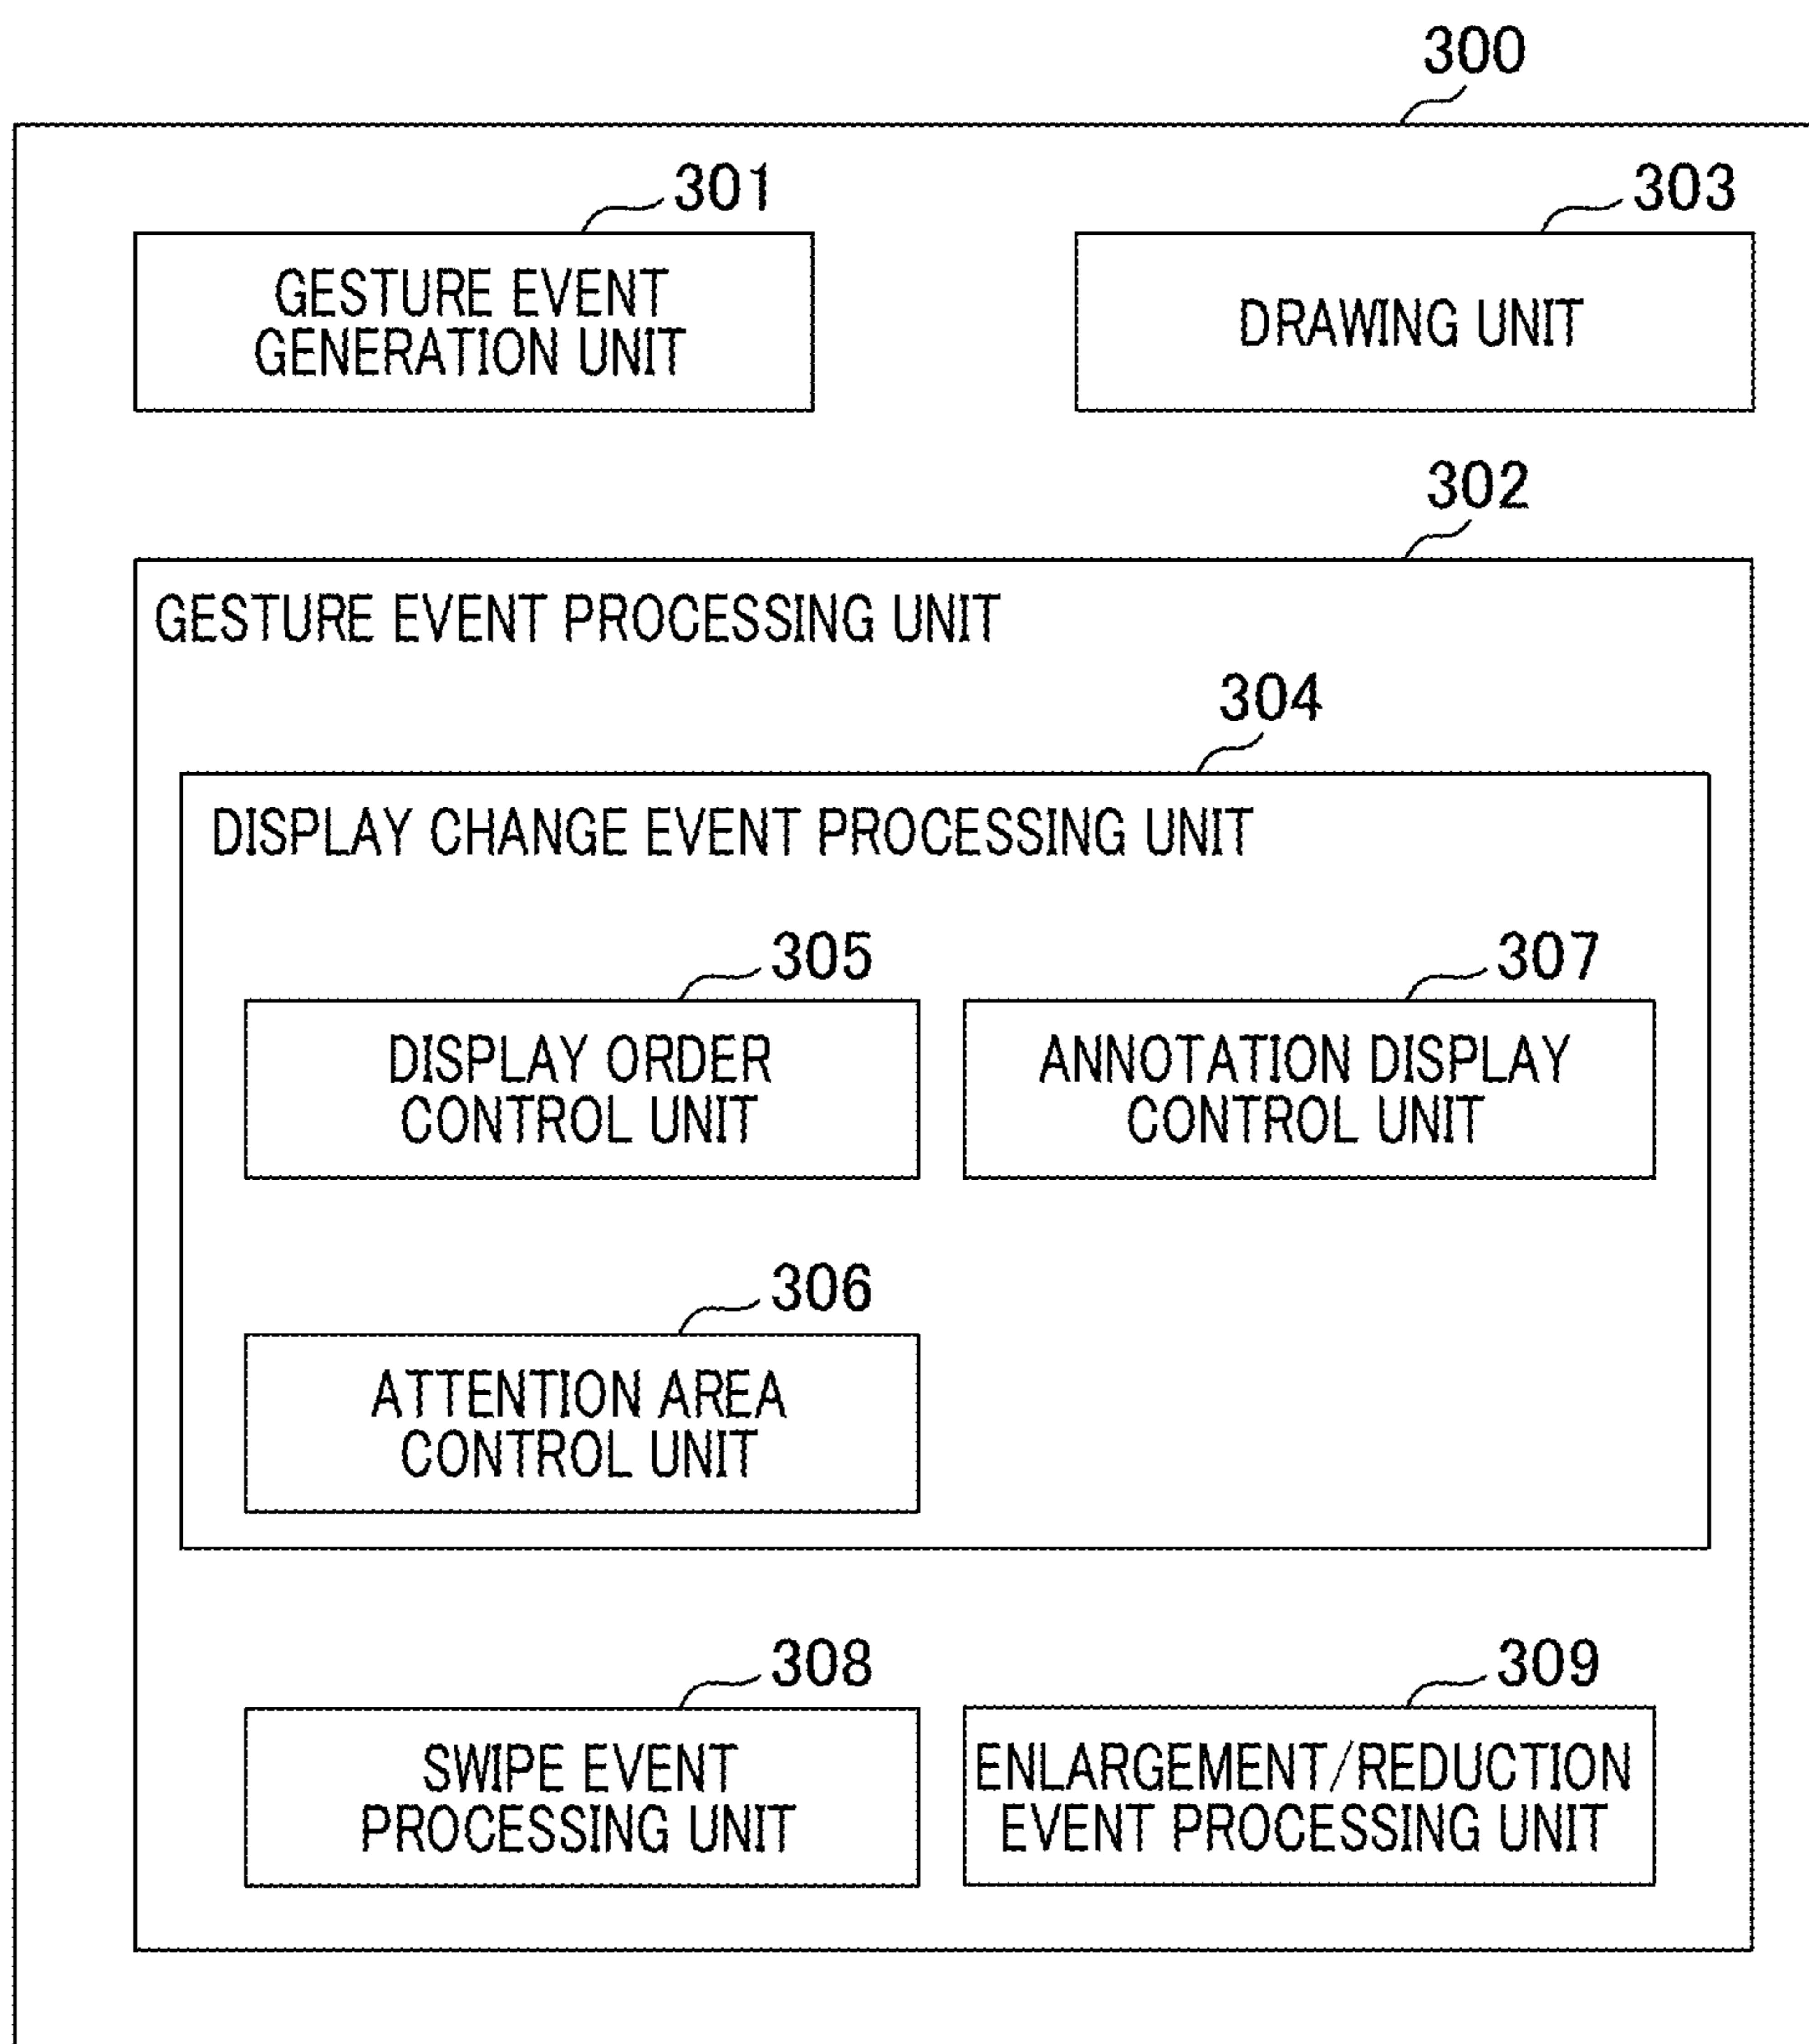 300
301
GESTURE EVENT
GENERATION UNIT
303
DRAWING UNIT
302
GESTURE EVENT PROCESSING UNIT
304
DISPLAY CHANGE EVENT PROCESSING UNIT
305
DISPLAY ORDER
CONTROL UNIT
307
ANNOTATION DISPLAY
CONTROL UNIT
306
ATTENTION AREA
CONTROL UNIT
308
SWIPE EVENT
PROCESSING UNIT
309
ENLARGEMENT/REDUCTION
EVENT PROCESSING UNIT